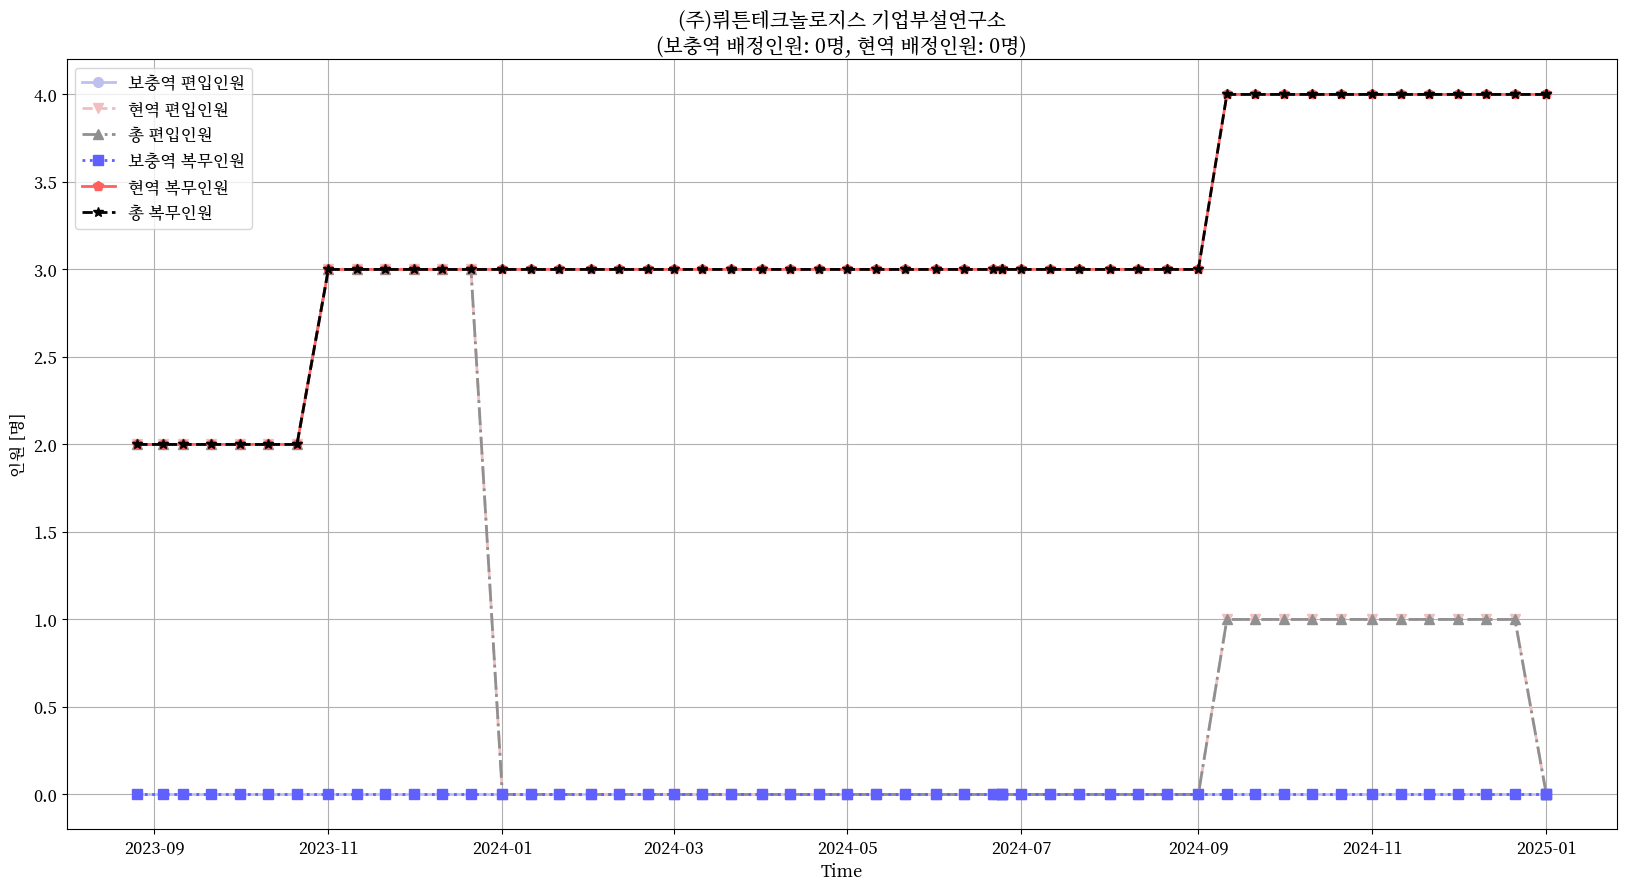 (주)뤼튼테크놀로지스 기업부설연구소
(보충역 배정인원: 0명, 현역 배정인원: 0명)
보충역 편입인원
현역 편입인원
총 편입인원
보충역 복무인원
현역 복무인원
총 복무인원
4.0
3.5
3.0
2.5
2.0
1.5
1.0
0.5
0.0
인원 [명]
2023-09
2023-11
2024-01
2024-03
2024-05
2024-07
2024-09
2024-11
2025-01
Time